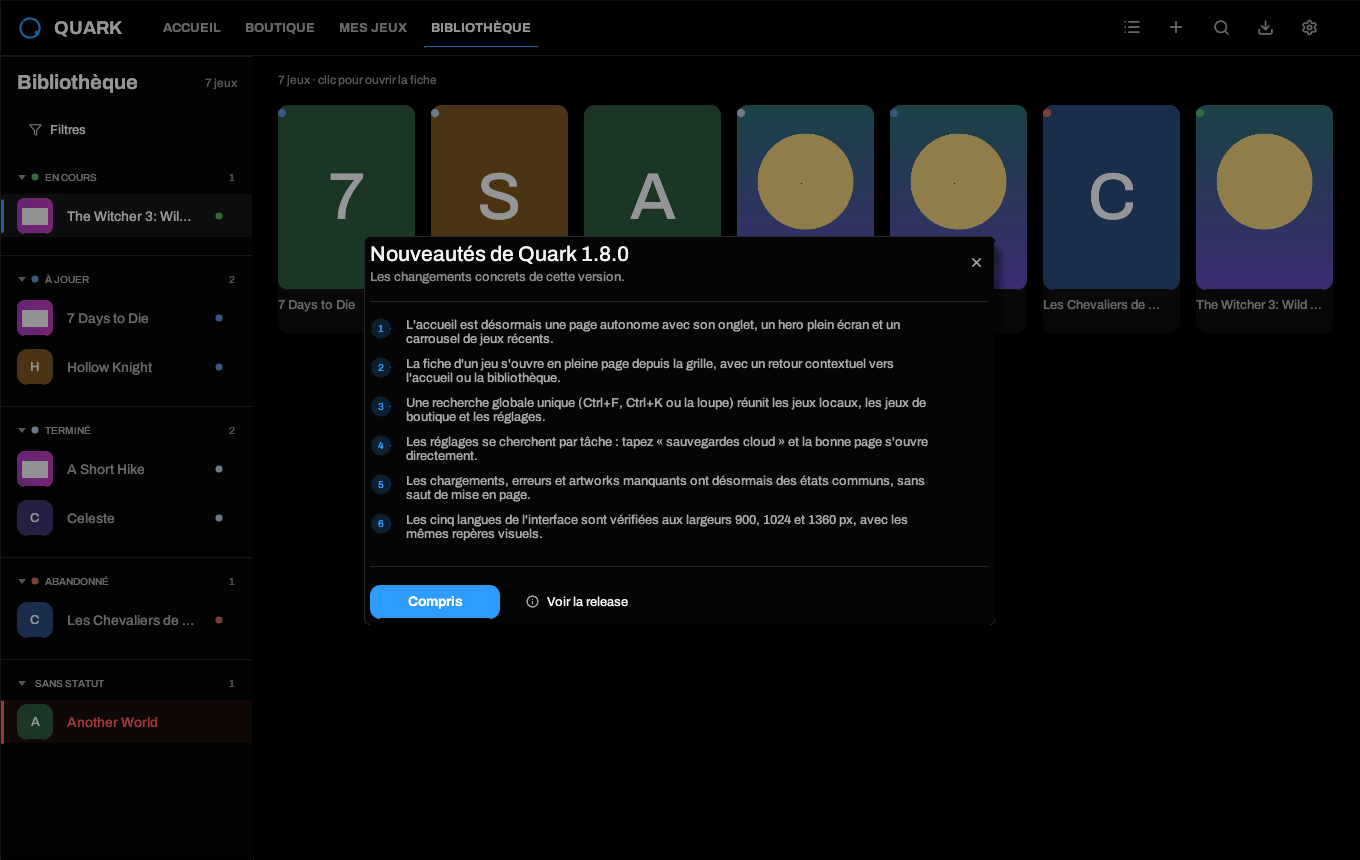 QUARK
ACCUEIL
BOUTIQUE
MES JEUX
BIBLIOTHÈQUE
Bibliothèque
7 jeux
Filtres
EN COURS
1
The Witcher 3: Wil...
À JOUER
2
7 Days to Die
H
Hollow Knight
TERMINÉ
2
A Short Hike
C
Celeste
ABANDONNÉ
1
C
Les Chevaliers de ...
SANS STATUT
1
A
Another World
7 jeux · clic pour ouvrir la fiche
7
S
A
C
7 Days to Die
Les Chevaliers de ...
The Witcher 3: Wild ...
Nouveautés de Quark 1.8.0
Les changements concrets de cette version.
1
L'accueil est désormais une page autonome avec son onglet, un hero plein écran et un
carrousel de jeux récents.
2
La fiche d'un jeu s'ouvre en pleine page depuis la grille, avec un retour contextuel vers
l'accueil ou la bibliothèque.
3
Une recherche globale unique (Ctrl+F, Ctrl+K ou la loupe) réunit les jeux locaux, les jeux de
boutique et les réglages.
4
Les réglages se cherchent par tâche : tapez « sauvegardes cloud » et la bonne page s'ouvre
directement.
5
Les chargements, erreurs et artworks manquants ont désormais des états communs, sans
saut de mise en page.
6
Les cinq langues de l'interface sont vérifiées aux largeurs 900, 1024 et 1360 px, avec les
mêmes repères visuels.
Compris
Voir la release